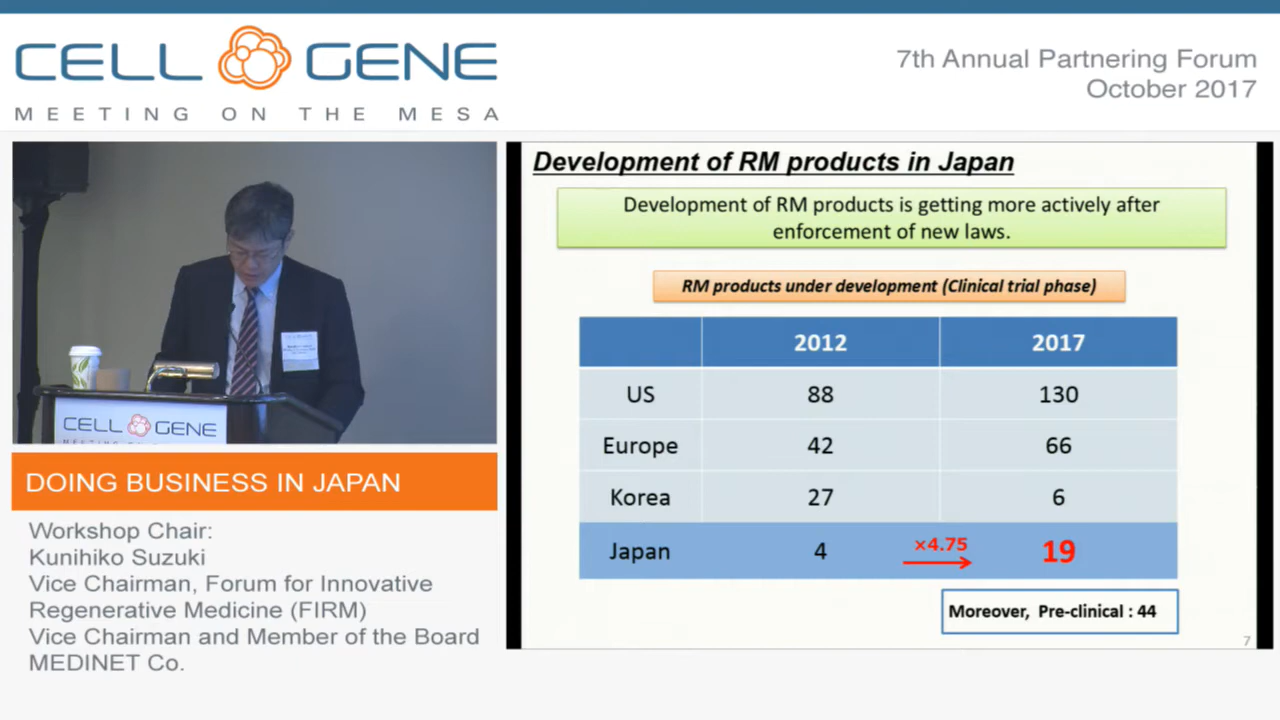 CELL GENE
MEETING ON THE MESA
7th Annual Partnering Forum
October 2017
CELL GENE
DOING BUSINESS IN JAPAN
Workshop Chair:
Kunihiko Suzuki
Vice Chairman, Forum for Innovative
Regenerative Medicine (FIRM)
Vice Chairman and Member of the Board
MEDINET Co.
Development of RM products in Japan
Development of RM products is getting more actively after
enforcement of new laws.
RM products under development (Clinical trial phase)
2012 2017
US 88 130
Europe 42 66
Korea 27 6
Japan 4 ×4.75 19
Moreover, Pre-clinical : 44
7